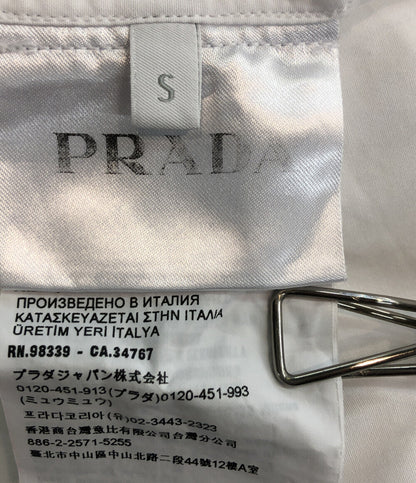 S
PRADA
ПРОИЗВЕДЕНО В ИТАЛИЯ
ΚΑΤΑΣΚΕΥΑΖΕΤΑΙ ΣΤΗΝ ΙΤΑΛΙΑ
ÜRETİM YERİ İTALYA
RN.98339 - CA.34767
プラダジャパン株式会社
0120-451-913(プラダ)0120-451-993
(ミュウミュウ)
프라다코리아(유) 02-3443-2323
香港商台灣意比有限公司台灣分公司
886-2-2571-5255
臺北市中山區中山北路二段44號12樓A室